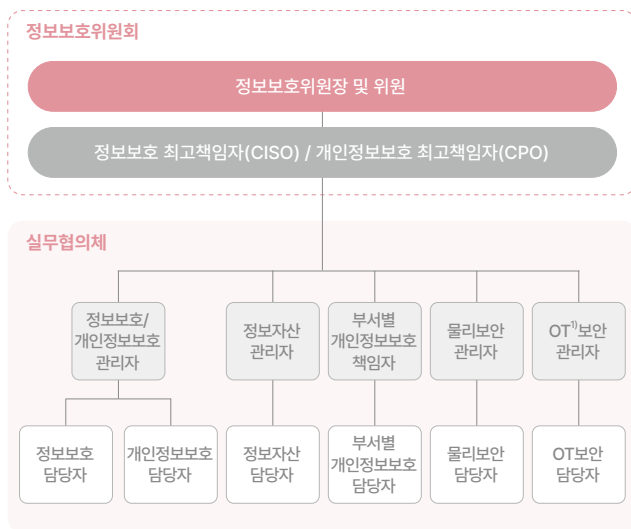 정보보호위원회
정보보호위원장 및 위원
정보보호 최고책임자(CISO) / 개인정보보호 최고책임자(CPO)
실무협의체
정보보호/
개인정보보호
관리자
정보자산
관리자
부서별
개인정보보호
책임자
물리보안
관리자
OT¹⁾보안
관리자
정보보호
담당자
개인정보보호
담당자
정보자산
담당자
부서별
개인정보보호
담당자
물리보안
담당자
OT보안
담당자